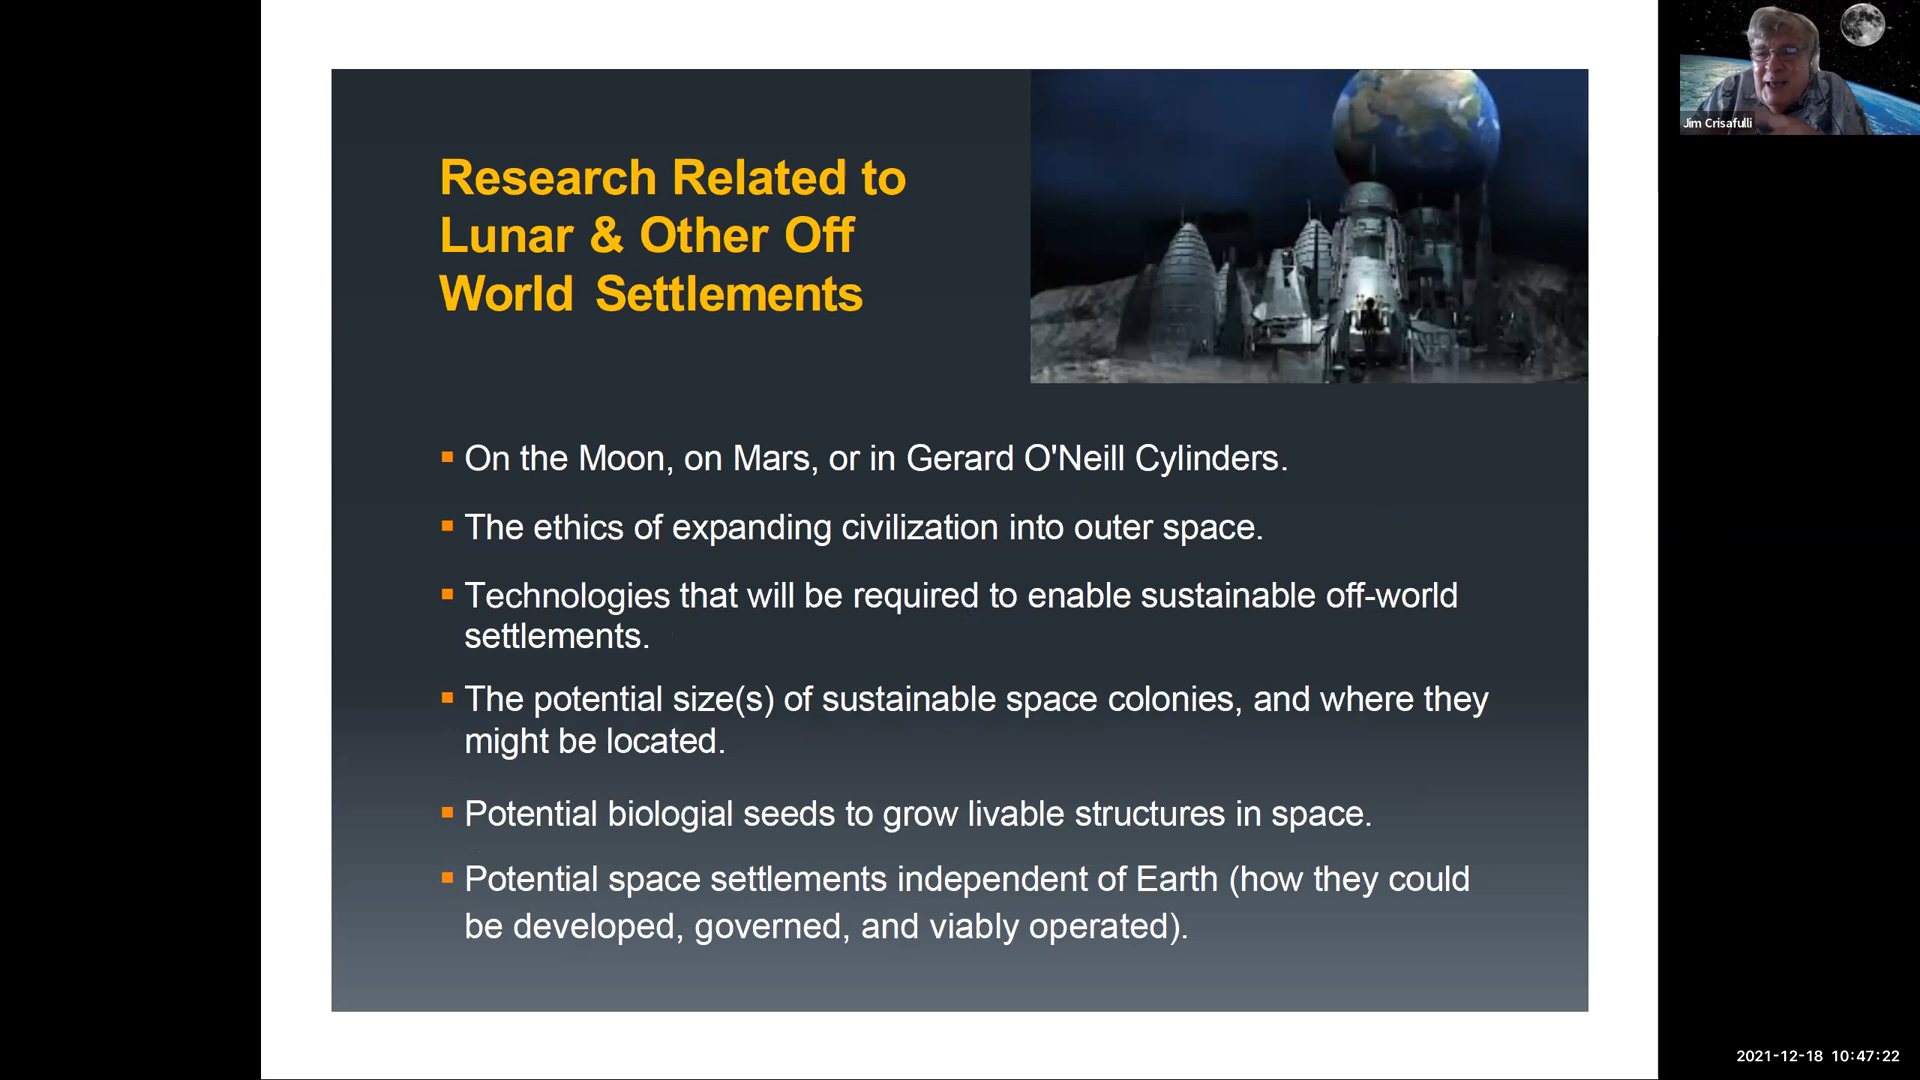 Jim Crisafulli
Research Related to
Lunar & Other Off
World Settlements
▪ On the Moon, on Mars, or in Gerard O'Neill Cylinders.
▪ The ethics of expanding civilization into outer space.
▪ Technologies that will be required to enable sustainable off-world
settlements.
▪ The potential size(s) of sustainable space colonies, and where they
might be located.
▪ Potential biologial seeds to grow livable structures in space.
▪ Potential space settlements independent of Earth (how they could
be developed, governed, and viably operated).
2021-12-18 10:47:22